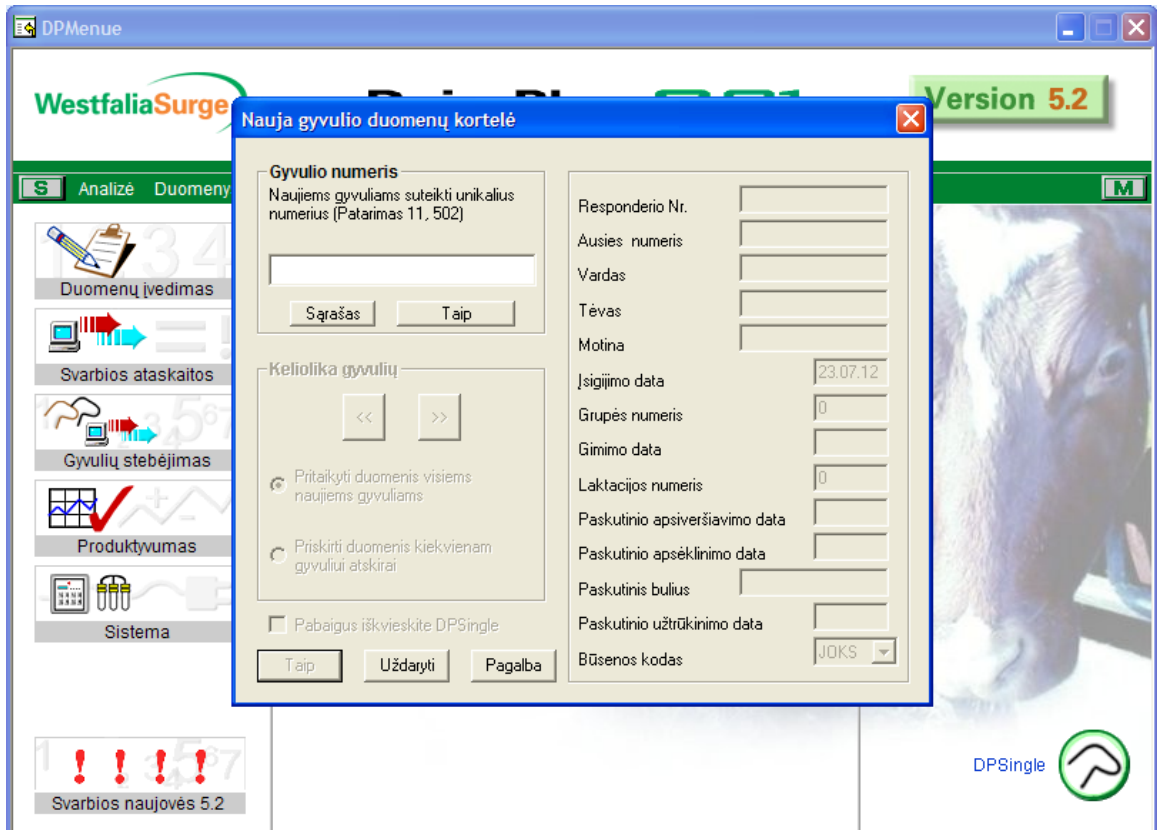 DPMenue
WestfaliaSurge
Version 5.2
S Analizė Duomenų
M
Duomenų įvedimas
Svarbios ataskaitos
Gyvulių stebėjimas
Produktyvumas
Sistema
Svarbios naujovės 5.2
Nauja gyvulio duomenų kortelė
Gyvulio numeris
Naujiems gyvuliams suteikti unikalius
numerius (Patarimas 11, 502)
Sąrašas Taip
Keliolika gyvulių
<< >>
Pritaikyti duomenis visiems
naujiems gyvuliams
Priskirti duomenis kiekvienam
gyvuliui atskirai
Pabaigus iškvieskite DPSingle
Taip Uždaryti Pagalba
Responderio Nr.
Ausies numeris
Vardas
Tėvas
Motina
Įsigijimo data 23.07.12
Grupės numeris 0
Gimimo data
Laktacijos numeris 0
Paskutinio apsiveršiavimo data
Paskutinio apsėklinimo data
Paskutinis bulius
Paskutinio užtrūkinimo data
Būsenos kodas JOKS
DPSingle